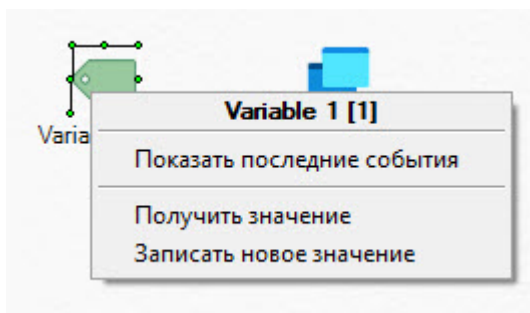 Varia
Variable 1 [1]
Показать последние события
Получить значение
Записать новое значение